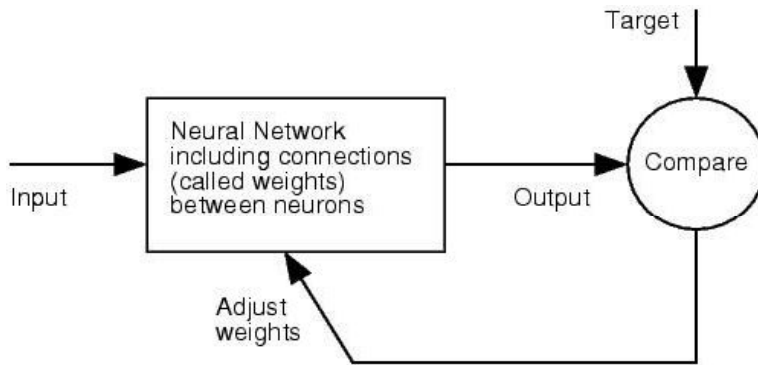 Target
Neural Network
including connections
(called weights)
between neurons
Compare
Input
Output
Adjust
weights